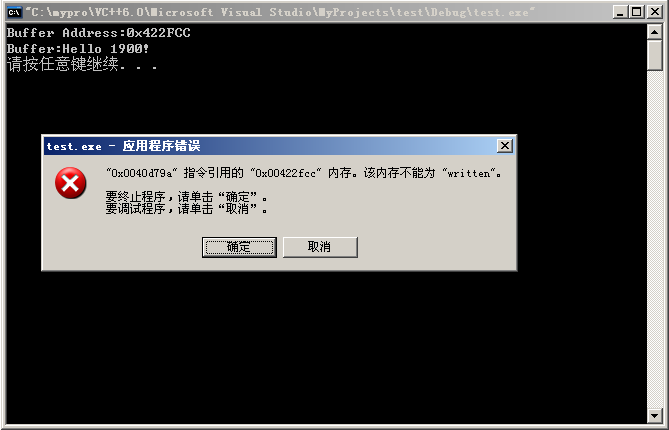 "C:\mypro\VC++6.0\Microsoft Visual Studio\MyProjects\test\Debug\test.exe"
Buffer Address:0x422FCC
Buffer:Hello 1900!
请按任意键继续. . .
test.exe - 应用程序错误
"0x0040d79a" 指令引用的 "0x00422fcc" 内存。该内存不能为 "written"。
要终止程序，请单击“确定”。
要调试程序，请单击“取消”。
确定 取消